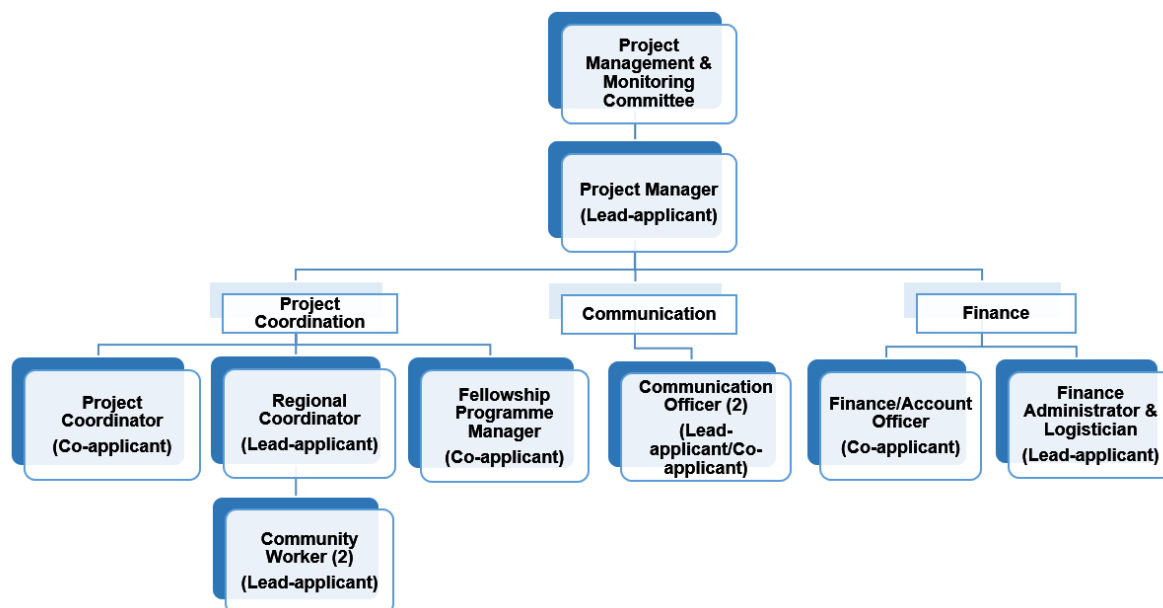 Project
Management &
Monitoring
Committee
Project Manager
(Lead-applicant)
Project
Coordination
Communication
Finance
Project
Coordinator
(Co-applicant)
Regional
Coordinator
(Lead-applicant)
Fellowship
Programme
Manager
(Co-applicant)
Communication
Officer (2)
(Lead-
applicant/Co-
applicant)
Finance/Account
Officer
(Co-applicant)
Finance
Administrator &
Logistician
(Lead-applicant)
Community
Worker (2)
(Lead-applicant)